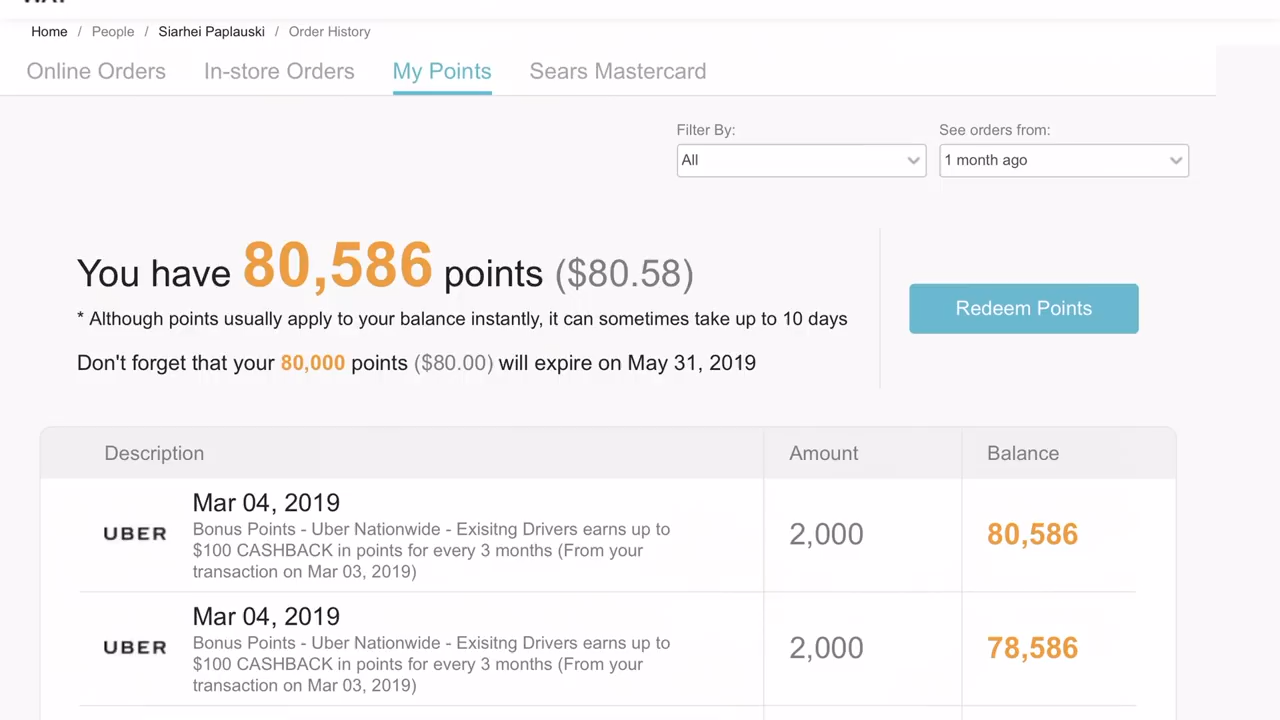 Home / People / Siarhei Paplauski / Order History
Online Orders In-store Orders My Points Sears Mastercard
Filter By: See orders from:
All 1 month ago
You have 80,586 points ($80.58)
* Although points usually apply to your balance instantly, it can sometimes take up to 10 days
Redeem Points
Don't forget that your 80,000 points ($80.00) will expire on May 31, 2019
Description Amount Balance
Mar 04, 2019
UBER Bonus Points - Uber Nationwide - Exisitng Drivers earns up to 2,000 80,586
$100 CASHBACK in points for every 3 months (From your
transaction on Mar 03, 2019)
Mar 04, 2019
UBER Bonus Points - Uber Nationwide - Exisitng Drivers earns up to 2,000 78,586
$100 CASHBACK in points for every 3 months (From your
transaction on Mar 03, 2019)